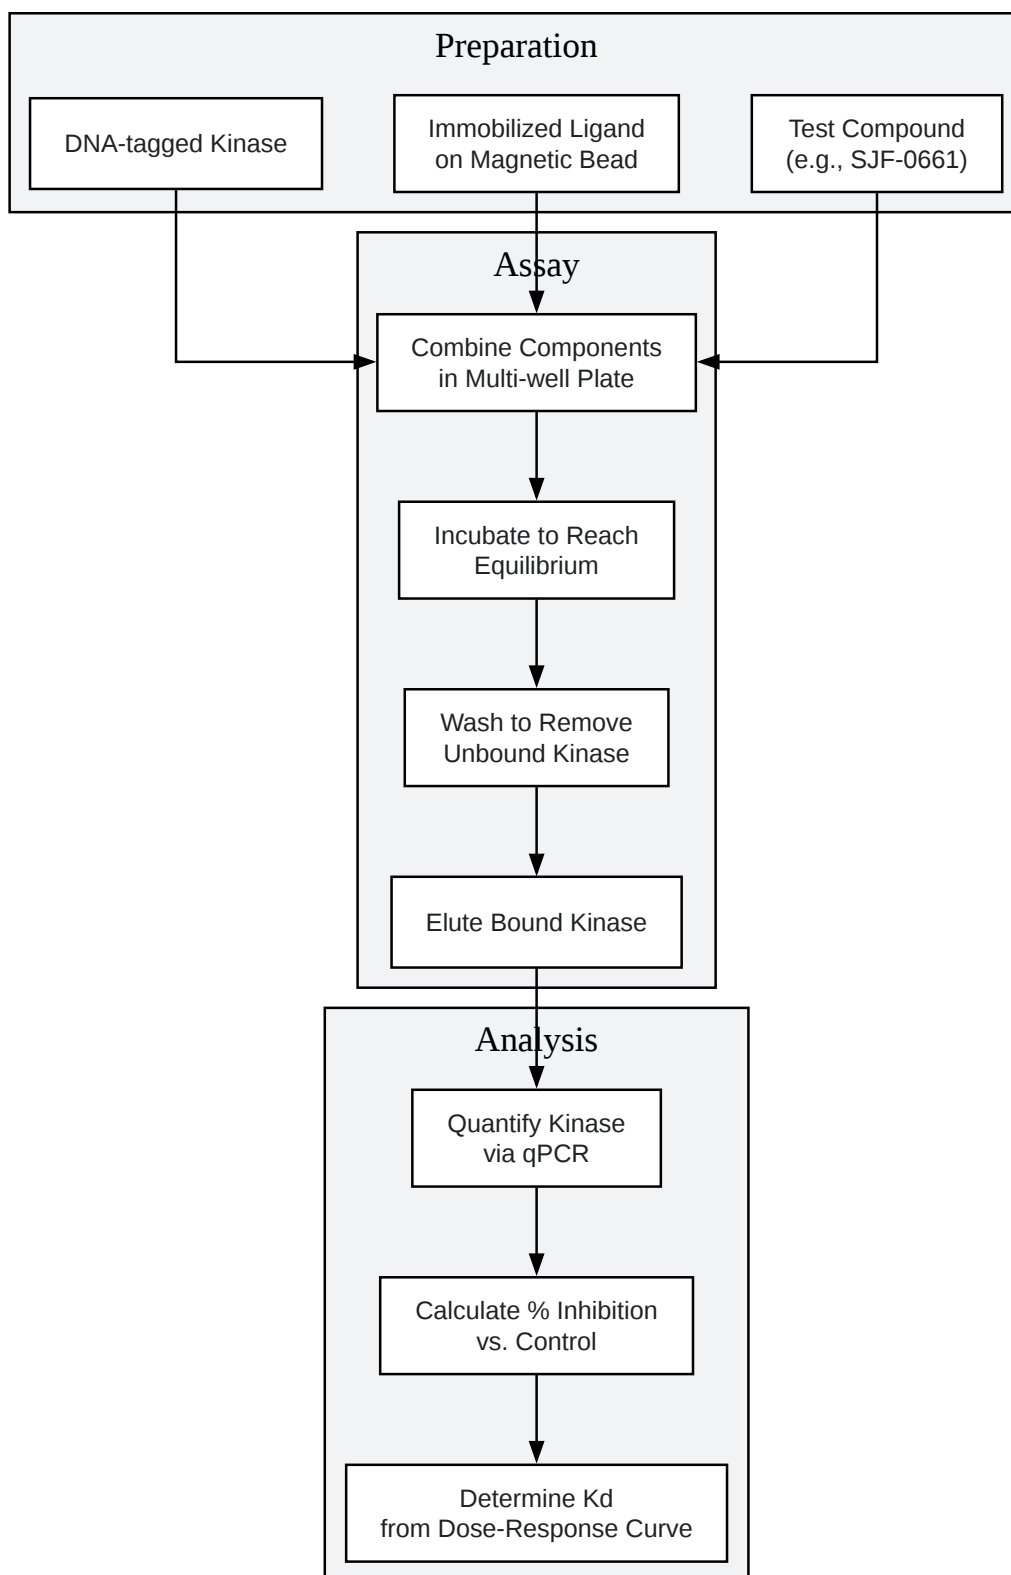 Preparation
DNA-tagged Kinase
Immobilized Ligand
on Magnetic Bead
Test Compound
(e.g., SJF-0661)
Assay
Combine Components
in Multi-well Plate
Incubate to Reach
Equilibrium
Wash to Remove
Unbound Kinase
Elute Bound Kinase
Analysis
Quantify Kinase
via qPCR
Calculate % Inhibition
vs. Control
Determine Kd
from Dose-Response Curve